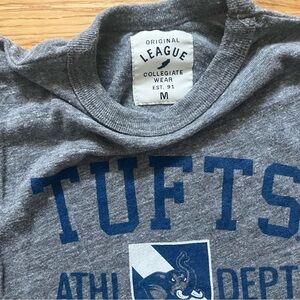 ORIGINAL
LEAGUE
COLLEGIATE
WEAR
EST. 91
M
TUFTS
ATHL DEPT